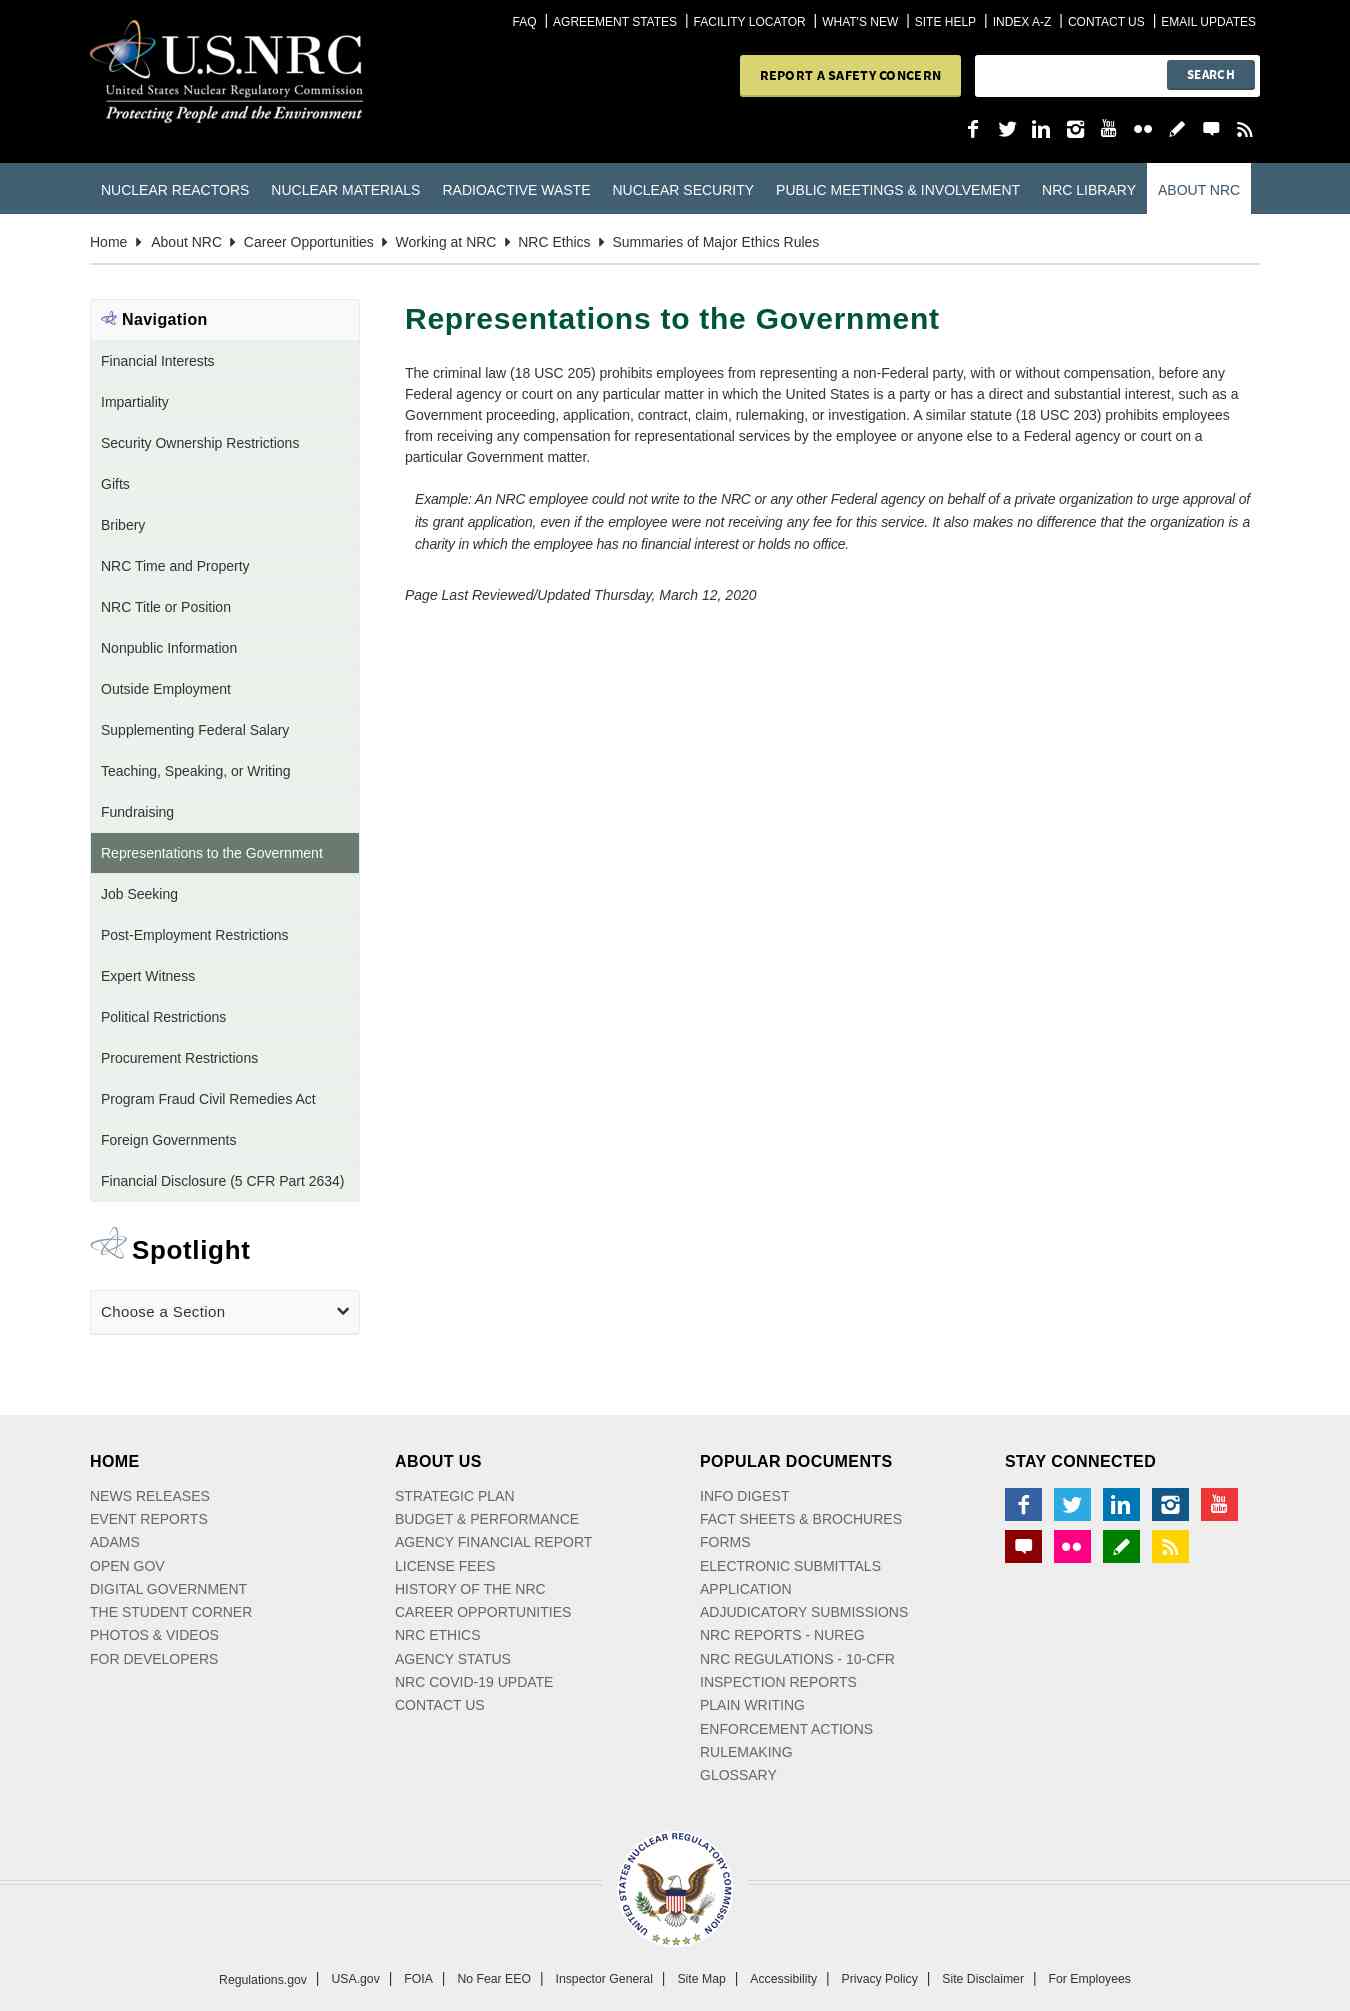 FAQ | AGREEMENT STATES | FACILITY LOCATOR | WHAT'S NEW | SITE HELP | INDEX A-Z | CONTACT US | EMAIL UPDATES
U.S.NRC
United States Nuclear Regulatory Commission
Protecting People and the Environment
REPORT A SAFETY CONCERN
SEARCH
NUCLEAR REACTORS NUCLEAR MATERIALS RADIOACTIVE WASTE NUCLEAR SECURITY PUBLIC MEETINGS & INVOLVEMENT NRC LIBRARY ABOUT NRC
Home About NRC Career Opportunities Working at NRC NRC Ethics Summaries of Major Ethics Rules
Navigation
Financial Interests
Impartiality
Security Ownership Restrictions
Gifts
Bribery
NRC Time and Property
NRC Title or Position
Nonpublic Information
Outside Employment
Supplementing Federal Salary
Teaching, Speaking, or Writing
Fundraising
Representations to the Government
Job Seeking
Post-Employment Restrictions
Expert Witness
Political Restrictions
Procurement Restrictions
Program Fraud Civil Remedies Act
Foreign Governments
Financial Disclosure (5 CFR Part 2634)
Spotlight
Choose a Section
Representations to the Government
The criminal law (18 USC 205) prohibits employees from representing a non-Federal party, with or without compensation, before any
Federal agency or court on any particular matter in which the United States is a party or has a direct and substantial interest, such as a
Government proceeding, application, contract, claim, rulemaking, or investigation. A similar statute (18 USC 203) prohibits employees
from receiving any compensation for representational services by the employee or anyone else to a Federal agency or court on a
particular Government matter.
Example: An NRC employee could not write to the NRC or any other Federal agency on behalf of a private organization to urge approval of
its grant application, even if the employee were not receiving any fee for this service. It also makes no difference that the organization is a
charity in which the employee has no financial interest or holds no office.
Page Last Reviewed/Updated Thursday, March 12, 2020
HOME
NEWS RELEASES
EVENT REPORTS
ADAMS
OPEN GOV
DIGITAL GOVERNMENT
THE STUDENT CORNER
PHOTOS & VIDEOS
FOR DEVELOPERS
ABOUT US
STRATEGIC PLAN
BUDGET & PERFORMANCE
AGENCY FINANCIAL REPORT
LICENSE FEES
HISTORY OF THE NRC
CAREER OPPORTUNITIES
NRC ETHICS
AGENCY STATUS
NRC COVID-19 UPDATE
CONTACT US
POPULAR DOCUMENTS
INFO DIGEST
FACT SHEETS & BROCHURES
FORMS
ELECTRONIC SUBMITTALS
APPLICATION
ADJUDICATORY SUBMISSIONS
NRC REPORTS - NUREG
NRC REGULATIONS - 10-CFR
INSPECTION REPORTS
PLAIN WRITING
ENFORCEMENT ACTIONS
RULEMAKING
GLOSSARY
STAY CONNECTED
You Tube
UNITED STATES NUCLEAR REGULATORY COMMISSION
Regulations.gov | USA.gov | FOIA | No Fear EEO | Inspector General | Site Map | Accessibility | Privacy Policy | Site Disclaimer | For Employees